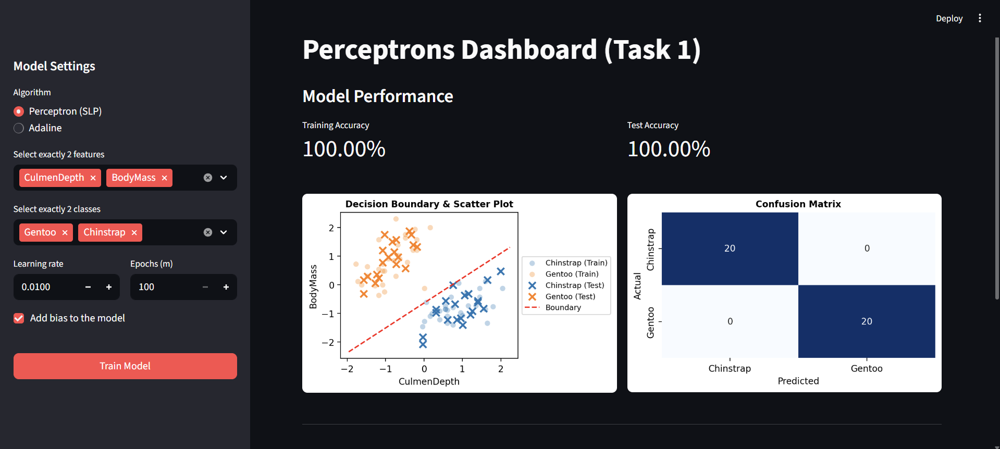 Deploy
Model Settings
Algorithm
Perceptron (SLP)
Adaline
Select exactly 2 features
CulmenDepth
BodyMass
Select exactly 2 classes
Gentoo
Chinstrap
Learning rate
Epochs (m)
0.0100
100
Add bias to the model
Train Model
Perceptrons Dashboard (Task 1)
Model Performance
Training Accuracy
100.00%
Test Accuracy
100.00%
Decision Boundary & Scatter Plot
2
1
0
−1
−2
BodyMass
−2 −1 0 1 2
CulmenDepth
Chinstrap (Train)
Gentoo (Train)
Chinstrap (Test)
Gentoo (Test)
Boundary
Confusion Matrix
Actual
Chinstrap
20 0
Gentoo
0 20
Chinstrap Gentoo
Predicted